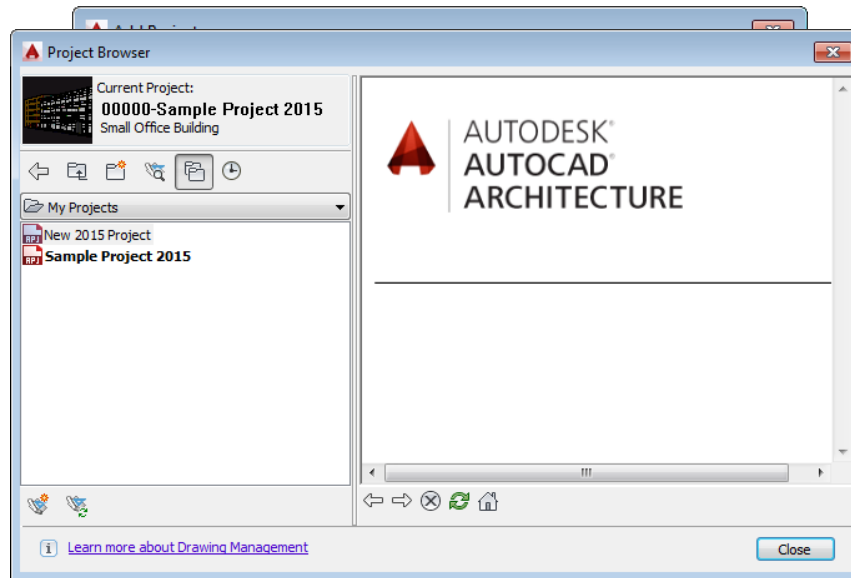 Project Browser
Current Project:
00000-Sample Project 2015
Small Office Building
My Projects
New 2015 Project
Sample Project 2015
AUTODESK®
AUTOCAD®
ARCHITECTURE
Learn more about Drawing Management
Close